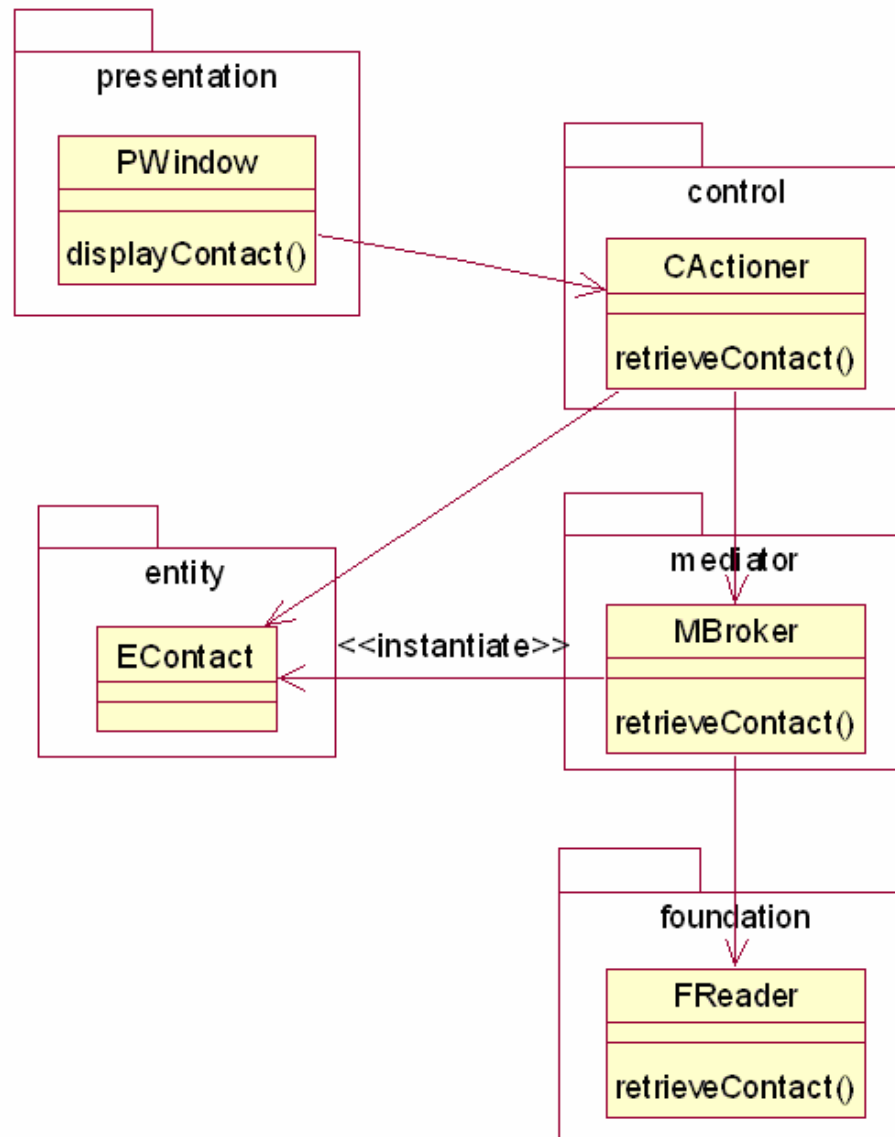 presentation
PWindow
displayContact()
control
CActioner
retrieveContact()
entity
EContact
<<instantiate>>
mediator
MBroker
retrieveContact()
foundation
FReader
retrieveContact()